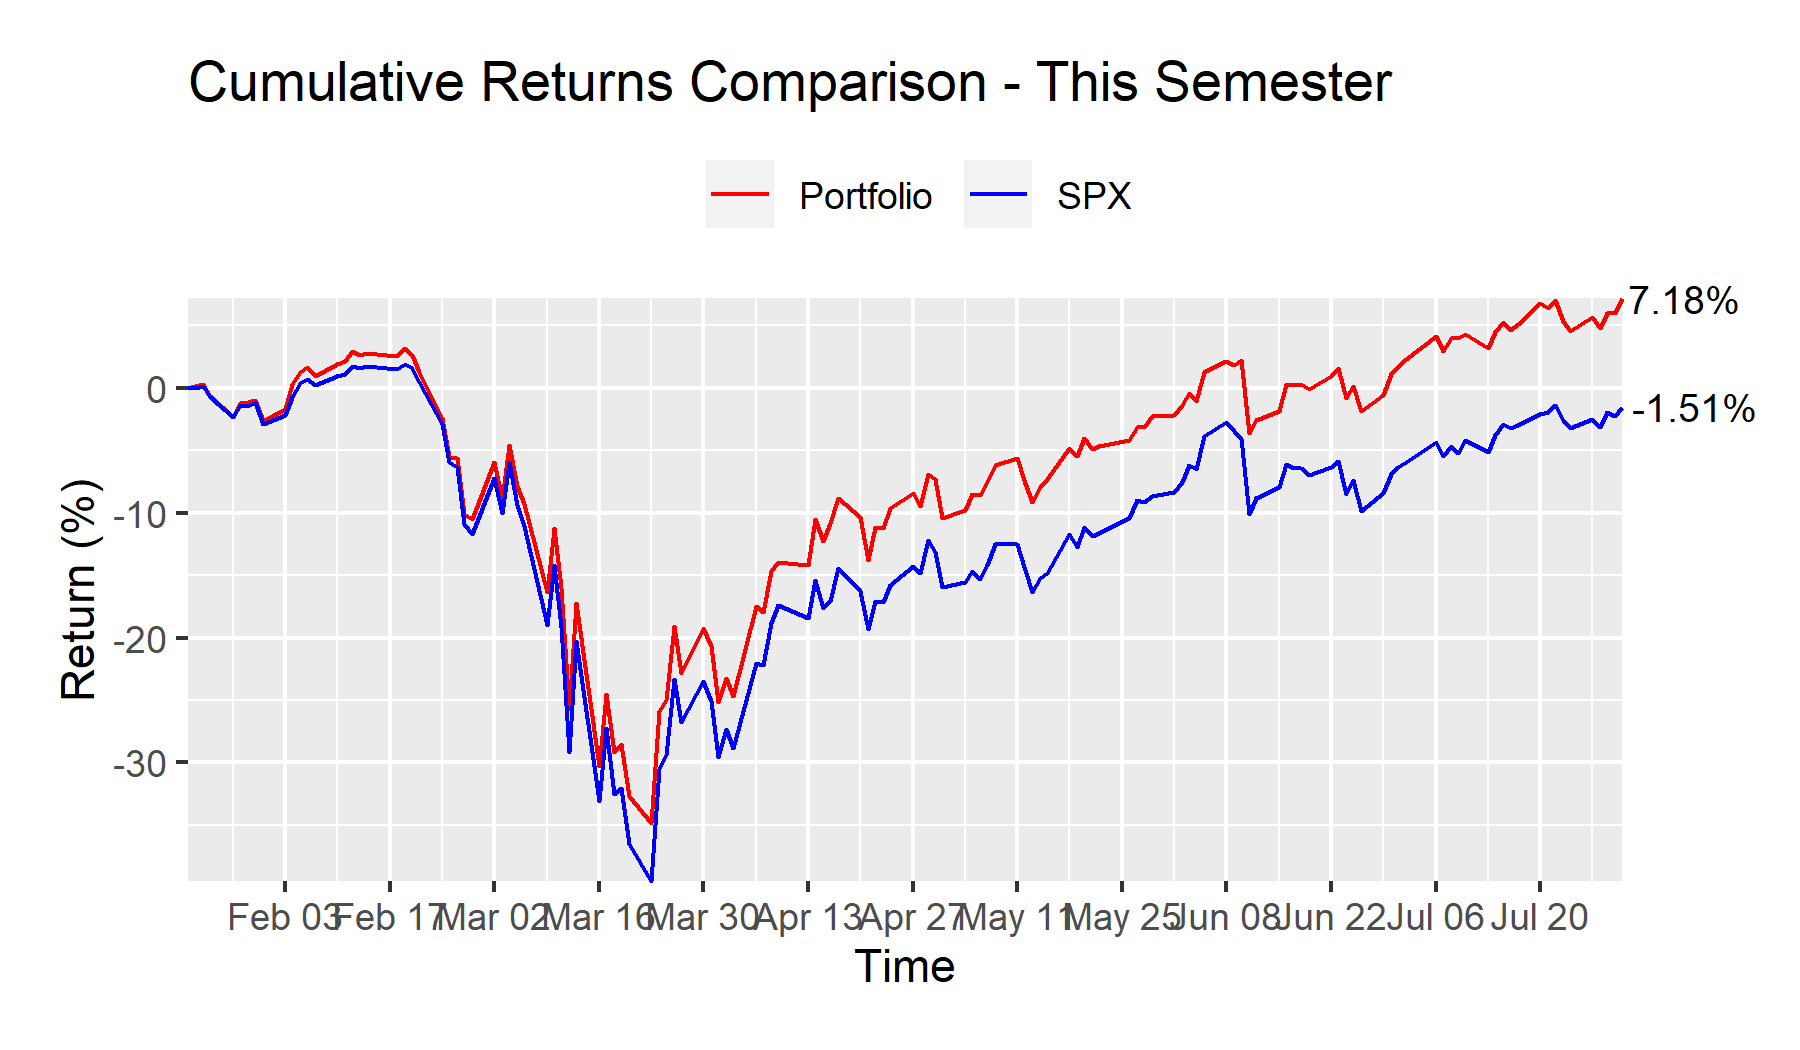 Cumulative Returns Comparison - This Semester
Portfolio SPX
7.18%
0
-1.51%
-10
-20
-30
Return (%)
Feb 03 Feb 17 Mar 02 Mar 16 Mar 30 Apr 13 Apr 27 May 11 May 25 Jun 08 Jun 22 Jul 06 Jul 20
Time